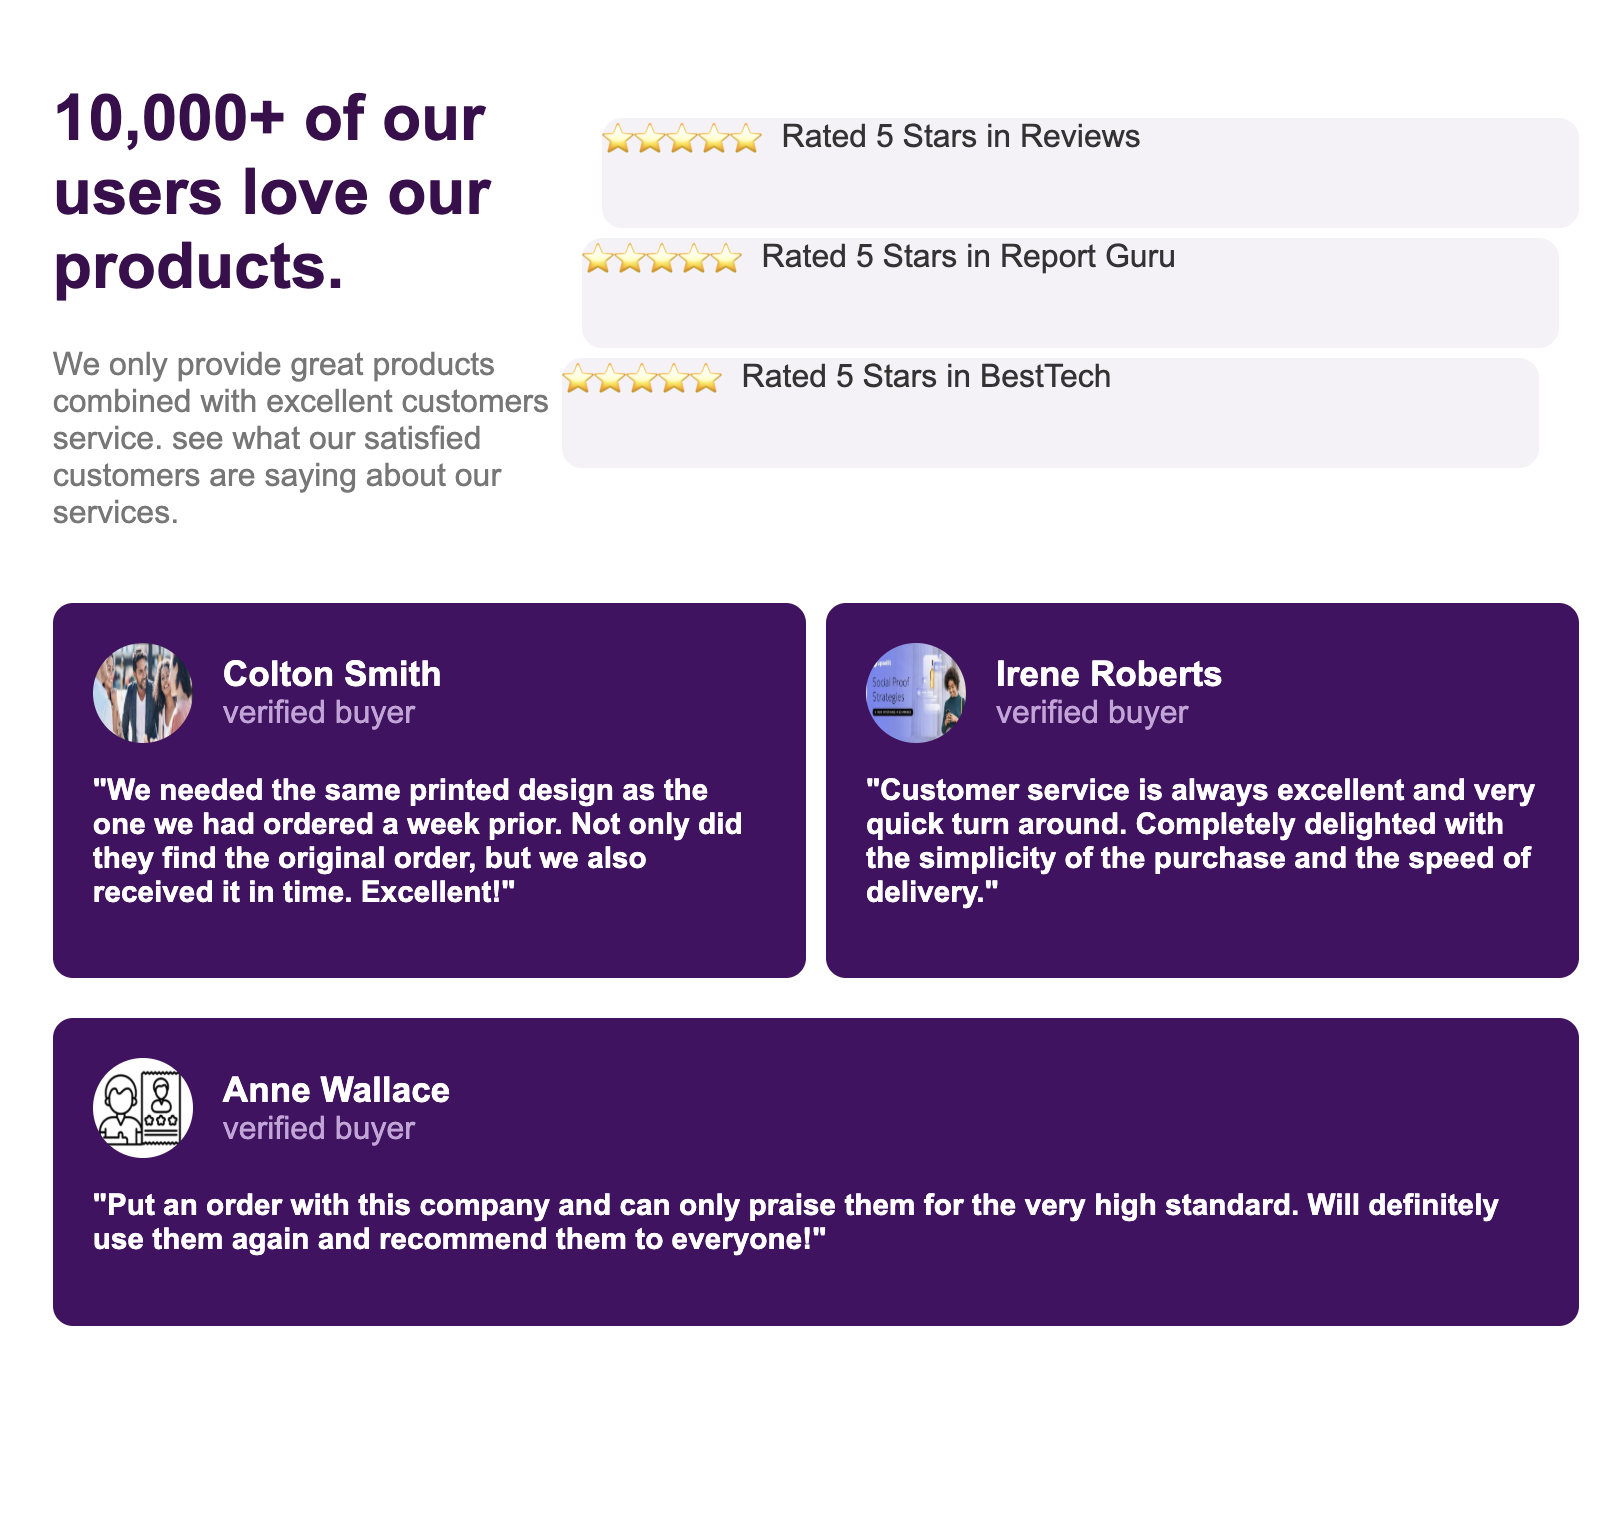 10,000+ of our
users love our
products.
We only provide great products
combined with excellent customers
service. see what our satisfied
customers are saying about our
services.
⭐⭐⭐⭐⭐ Rated 5 Stars in Reviews
⭐⭐⭐⭐⭐ Rated 5 Stars in Report Guru
⭐⭐⭐⭐⭐ Rated 5 Stars in BestTech
Colton Smith
verified buyer
"We needed the same printed design as the
one we had ordered a week prior. Not only did
they find the original order, but we also
received it in time. Excellent!"
Social Proof
Strategies
Irene Roberts
verified buyer
"Customer service is always excellent and very
quick turn around. Completely delighted with
the simplicity of the purchase and the speed of
delivery."
Anne Wallace
verified buyer
"Put an order with this company and can only praise them for the very high standard. Will definitely
use them again and recommend them to everyone!"